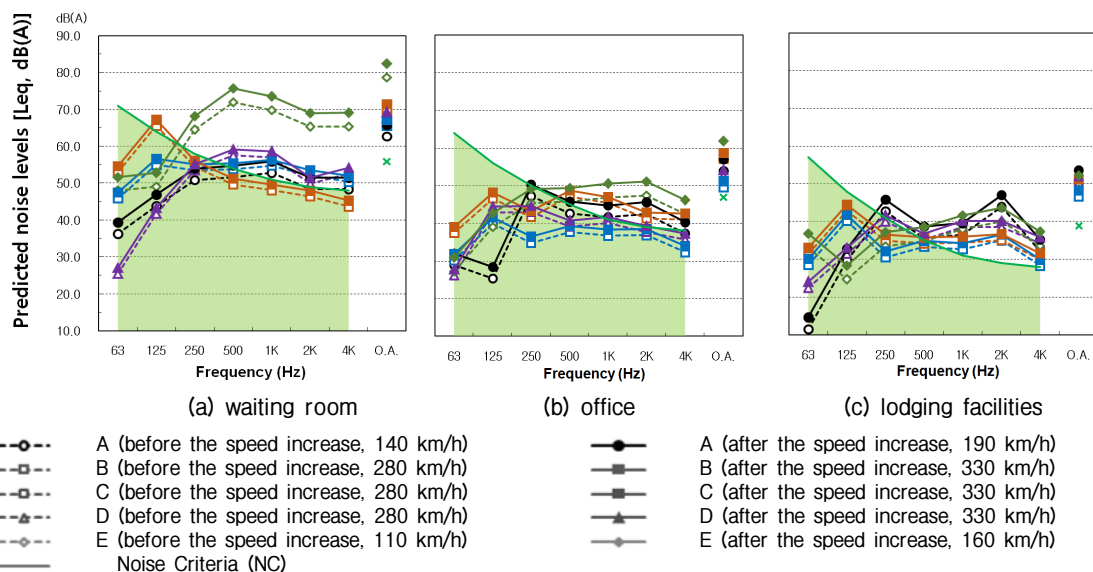 dB(A)
Predicted noise levels [Leq, dB(A)]
90.0
80.0
70.0
60.0
50.0
40.0
30.0
20.0
10.0
63 125 250 500 1K 2K 4K O.A.
63 125 250 500 1K 2K 4K O.A.
63 125 250 500 1K 2K 4K O.A.
Frequency (Hz)
Frequency (Hz)
Frequency (Hz)
(a) waiting room
(b) office
(c) lodging facilities
A (before the speed increase, 140 km/h)
B (before the speed increase, 280 km/h)
C (before the speed increase, 280 km/h)
D (before the speed increase, 280 km/h)
E (before the speed increase, 110 km/h)
Noise Criteria (NC)
A (after the speed increase, 190 km/h)
B (after the speed increase, 330 km/h)
C (after the speed increase, 330 km/h)
D (after the speed increase, 330 km/h)
E (after the speed increase, 160 km/h)